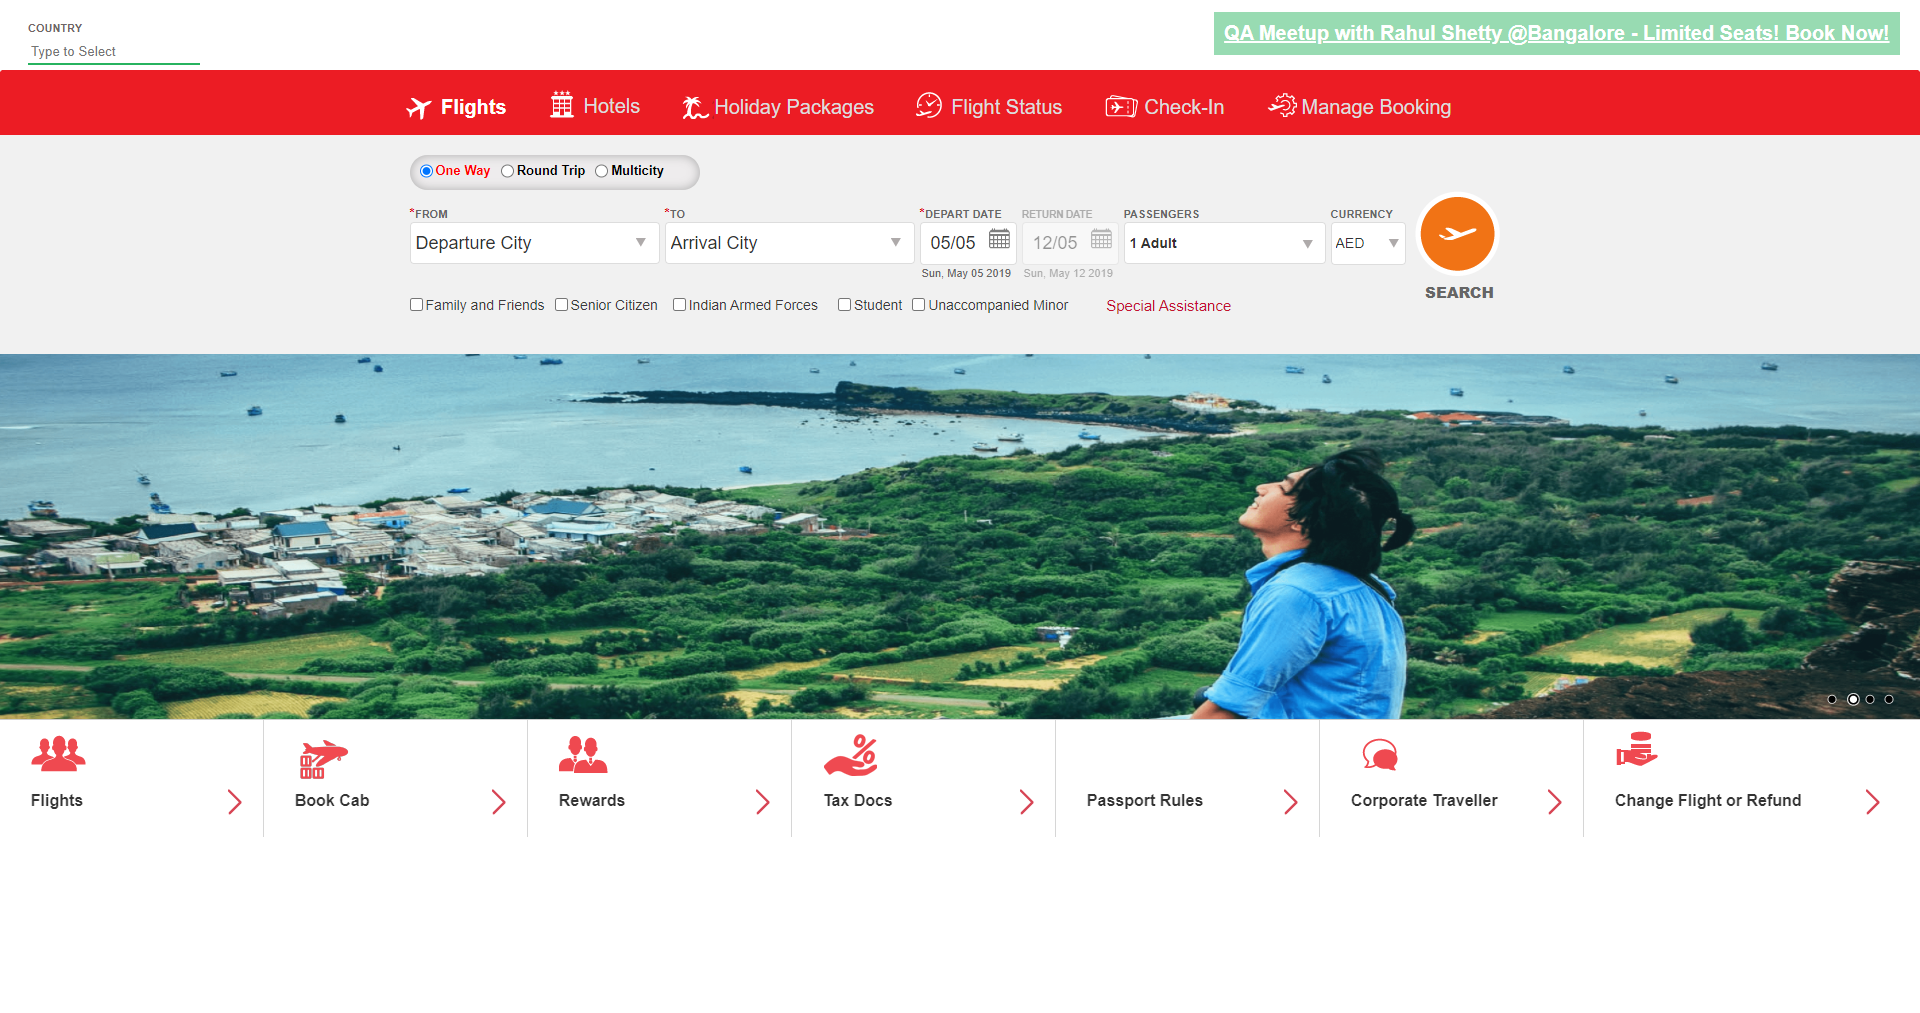 COUNTRY
Type to Select
QA Meetup with Rahul Shetty @Bangalore - Limited Seats! Book Now!
Flights Hotels Holiday Packages Flight Status Check-In Manage Booking
One Way Round Trip Multicity
*FROM *TO *DEPART DATE RETURN DATE PASSENGERS CURRENCY
Departure City Arrival City 05/05 12/05 1 Adult AED
Sun, May 05 2019 Sun, May 12 2019
SEARCH
Family and Friends Senior Citizen Indian Armed Forces Student Unaccompanied Minor Special Assistance
Flights Book Cab Rewards Tax Docs Passport Rules Corporate Traveller Change Flight or Refund